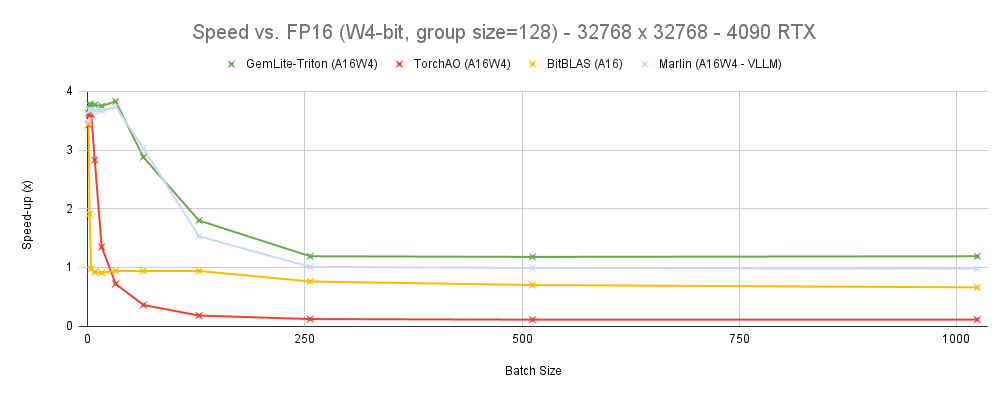 Speed vs. FP16 (W4-bit, group size=128) - 32768 x 32768 - 4090 RTX
GemLite-Triton (A16W4) TorchAO (A16W4) BitBLAS (A16) Marlin (A16W4 - VLLM)
Speed-up (x)
4
3
2
1
0
0 250 500 750 1000
Batch Size